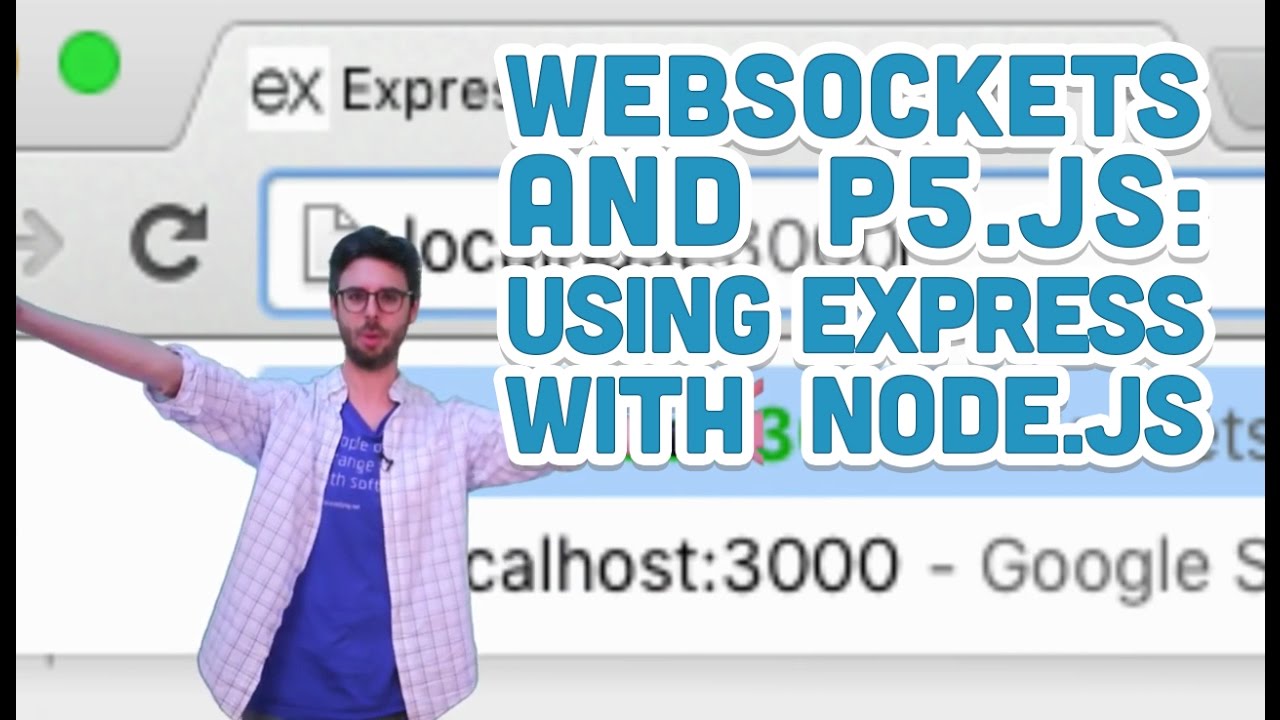 ex Expres
WEBSOCKETS
AND P5.JS:
USING EXPRESS
WITH NODE.JS
calhost:3000 - Google S